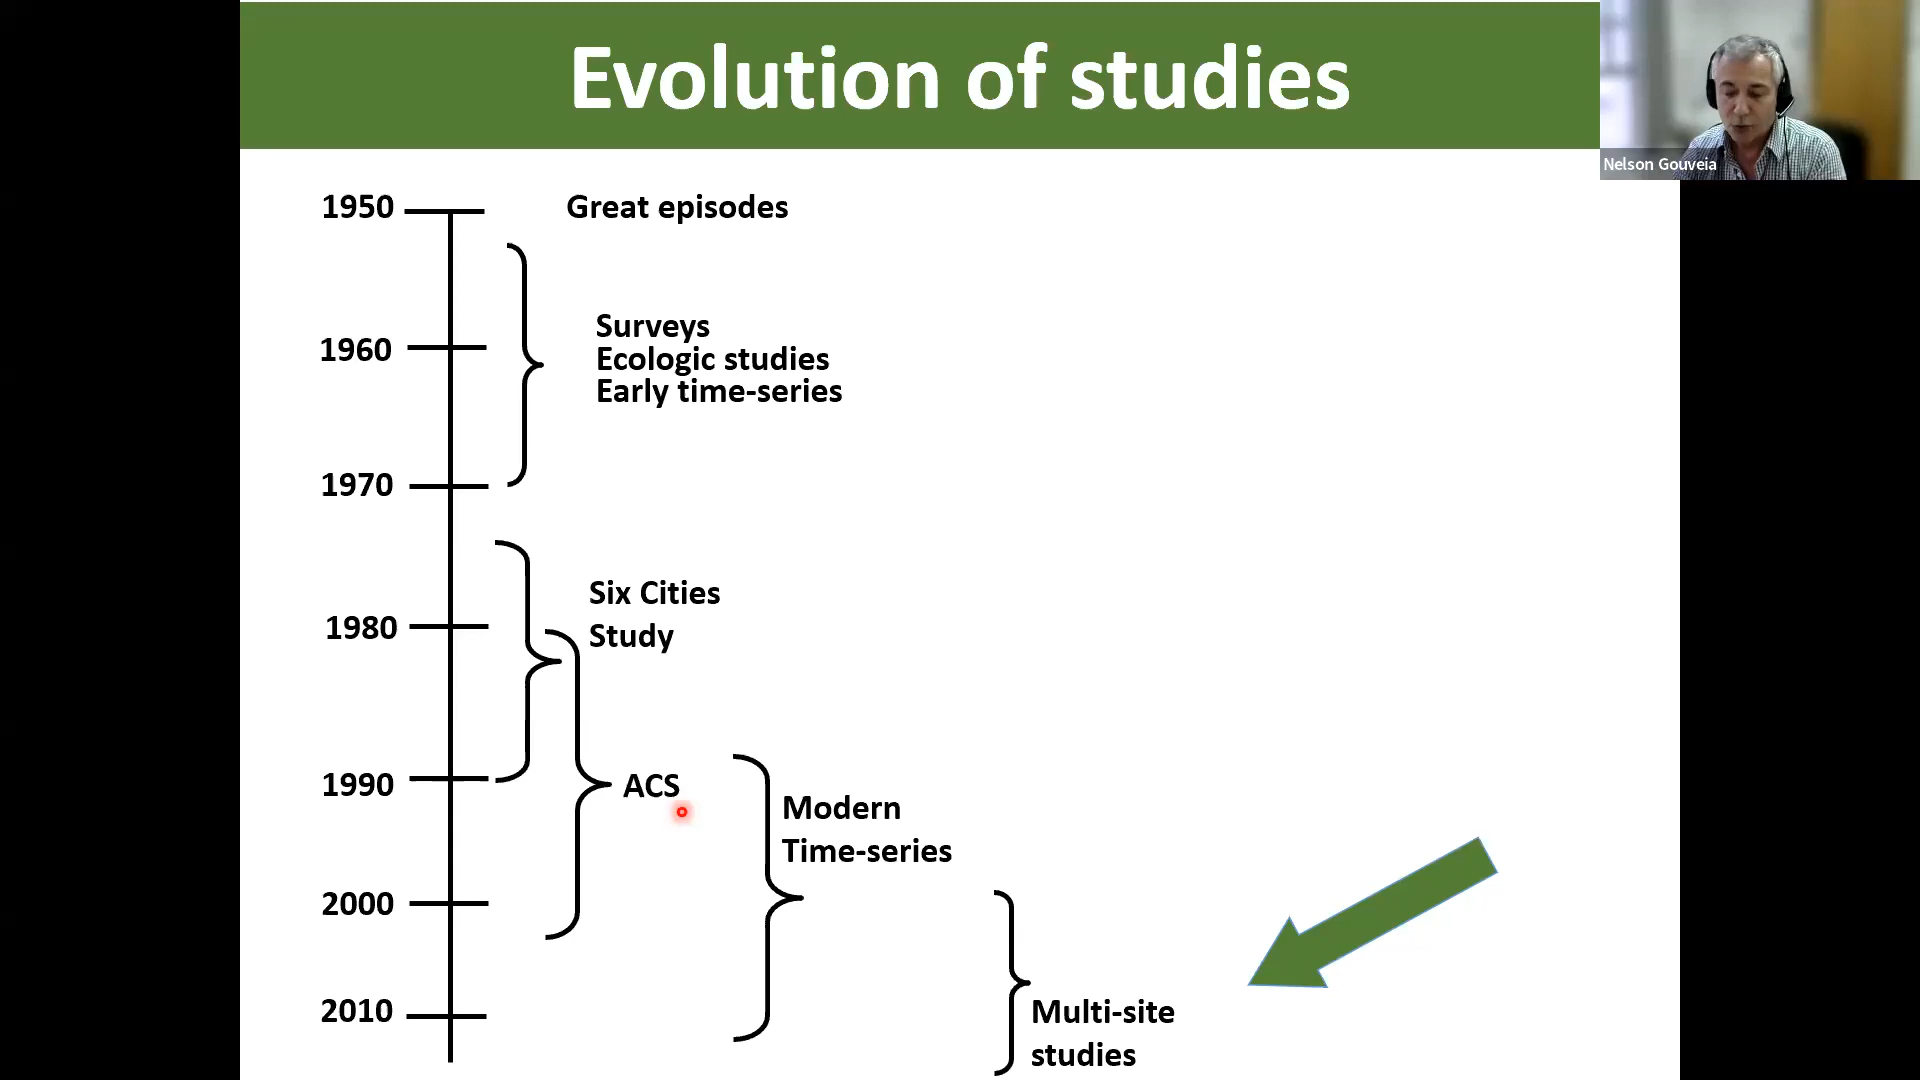 Evolution of studies
Nelson Gouveia
1950
Great episodes
Surveys
1960
Ecologic studies
Early time-series
1970
Six Cities
1980
Study
1990
ACS
Modern
Time-series
2000
2010
Multi-site
studies